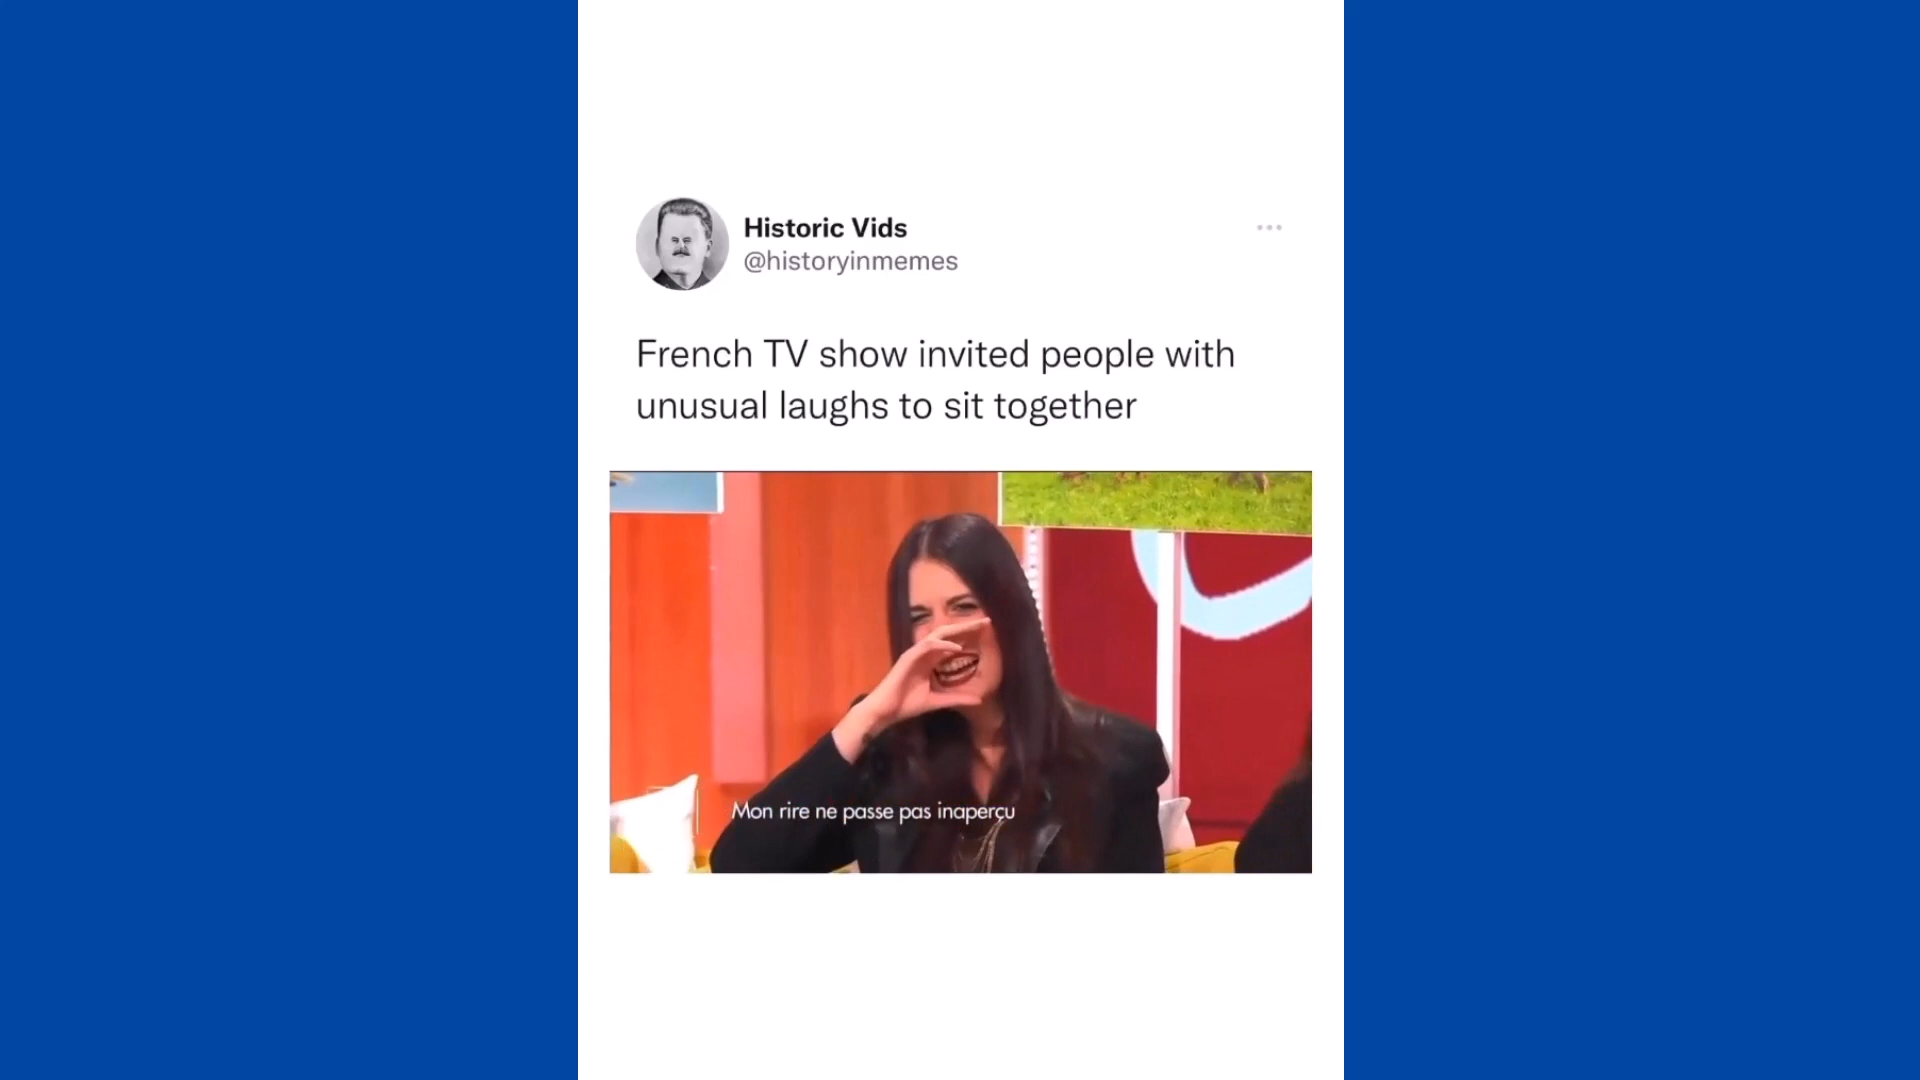 Historic Vids
@historyinmemes
French TV show invited people with
unusual laughs to sit together
Mon rire ne passe pas inaperçu